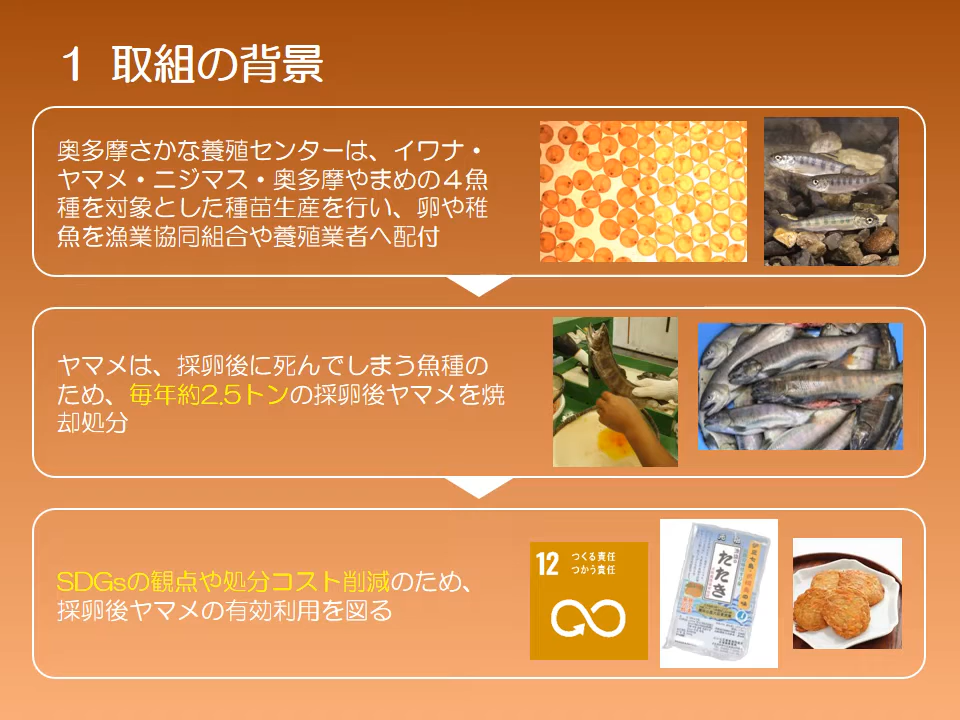 1 取組の背景
奥多摩さかな養殖センターは、イワナ・
ヤマメ・ニジマス・奥多摩やまめの4魚
種を対象とした種苗生産を行い、卵や稚
魚を漁業協同組合や養殖業者へ配付
ヤマメは、採卵後に死んでしまう魚種の
ため、毎年約2.5トンの採卵後ヤマメを焼
却処分
SDGsの観点や処分コスト削減のため、
採卵後ヤマメの有効利用を図る
12 つくる責任
つかう責任
たたき